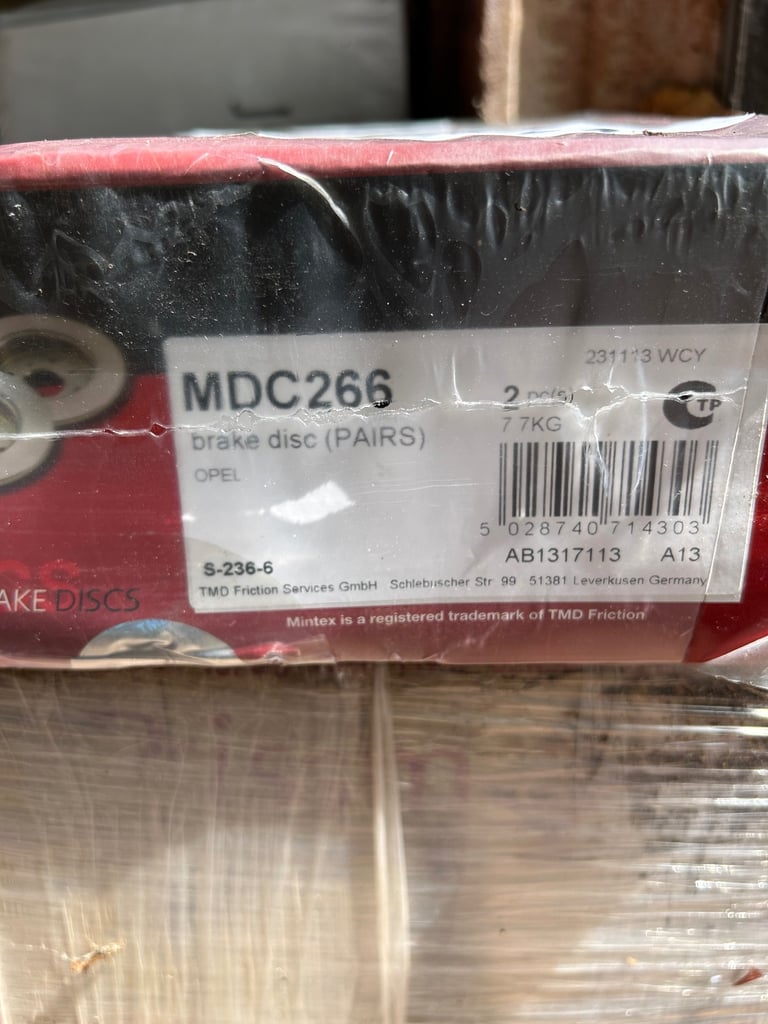 231113 WCY
MDC266
2 pc(s)
TP
7 7KG
brake disc (PAIRS)
OPEL
5 028740 714303
AB1317113 A13
S-236-6
TMD Friction Services GmbH Schlebuscher Str 99 51381 Leverkusen Germany
AKE DISCS
Mintex is a registered trademark of TMD Friction